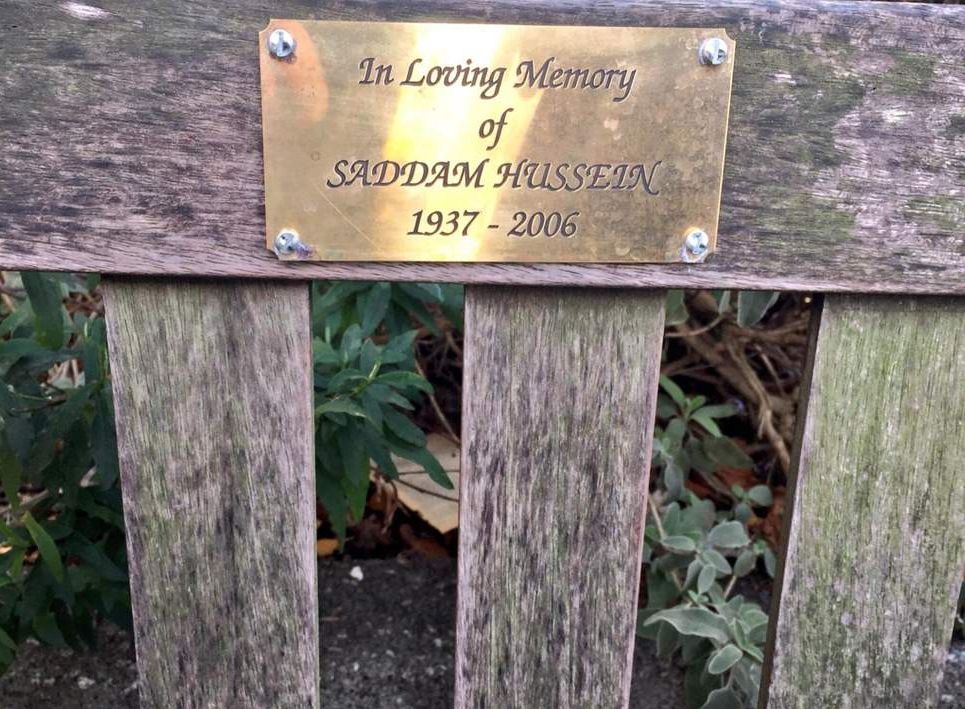 In Loving Memory
of
SADDAM HUSSEIN
1937 - 2006